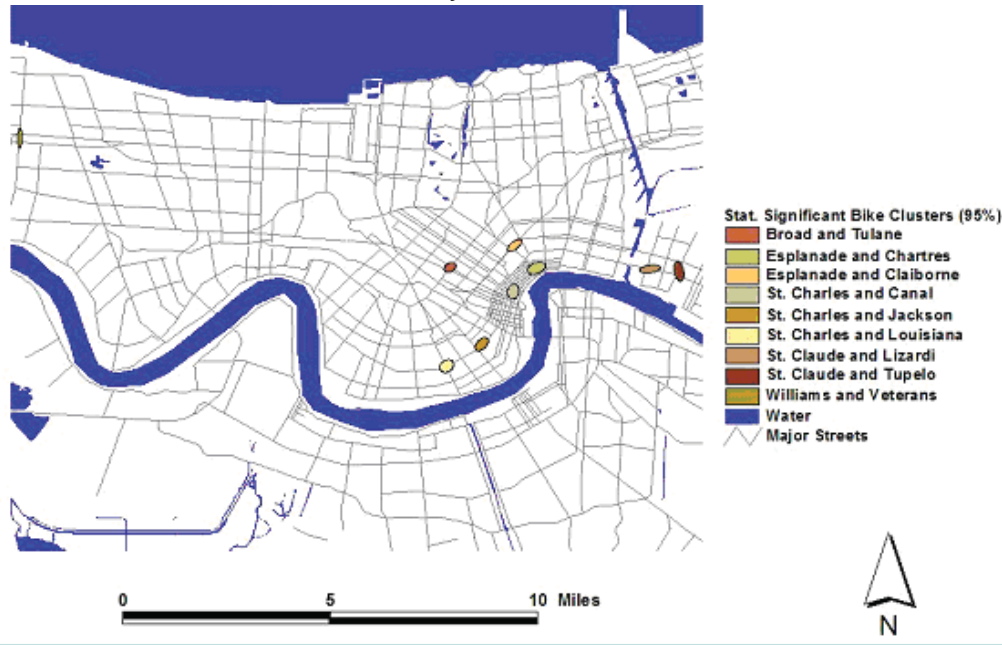 Stat. Significant Bike Clusters (95%)
Broad and Tulane
Esplanade and Chartres
Esplanade and Claiborne
St. Charles and Canal
St. Charles and Jackson
St. Charles and Louisiana
St. Claude and Lizardi
St. Claude and Tupelo
Williams and Veterans
Water
Major Streets
0 5 10 Miles
N